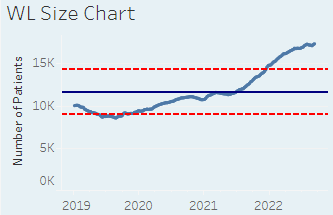 WL Size Chart
Number of Patients
15K
10K
5K
0K
2019 2020 2021 2022